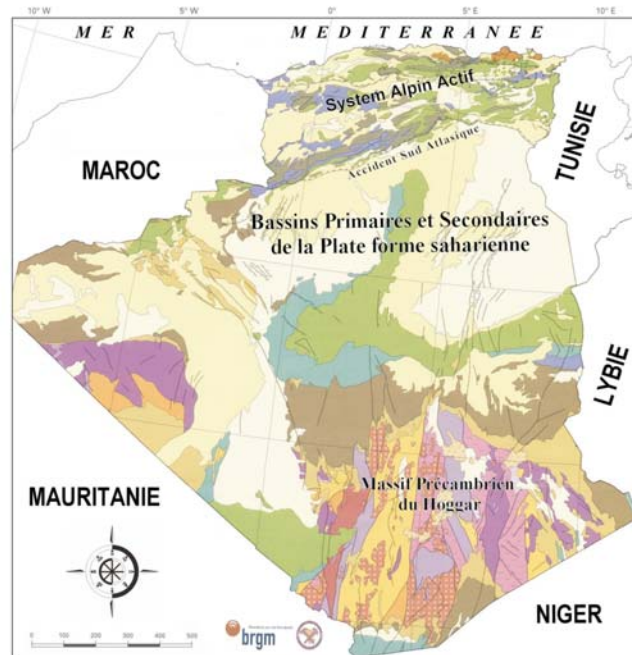 10°W
5°W
0°E
5°E
10°E
MER MEDITERRANEE
System Alpin Actif
TUNISIE
Accident Sud Atlasique
MAROC
Bassins Primaires et Secondaires
de la Plate forme saharienne
LYBIE
Massif Précambrien
du Hoggar
MAURITANIE
NIGER
brgm
0 100 200 300 400 500